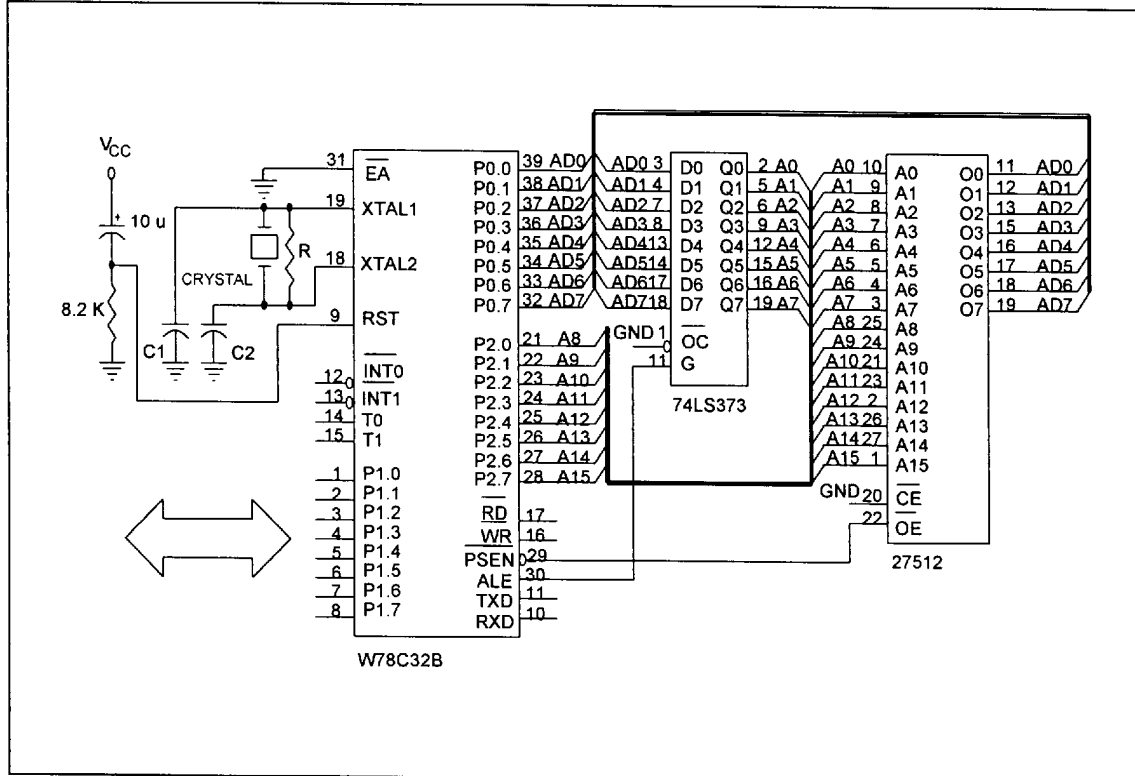 VCC
10 u
8.2 K
C1
C2
CRYSTAL
R
31 EA
19 XTAL1
18 XTAL2
9 RST
12 INT0
13 INT1
14 T0
15 T1
1 P1.0
2 P1.1
3 P1.2
4 P1.3
5 P1.4
6 P1.5
7 P1.6
8 P1.7
P0.0 39 AD0
P0.1 38 AD1
P0.2 37 AD2
P0.3 36 AD3
P0.4 35 AD4
P0.5 34 AD5
P0.6 33 AD6
P0.7 32 AD7
P2.0 21 A8
P2.1 22 A9
P2.2 23 A10
P2.3 24 A11
P2.4 25 A12
P2.5 26 A13
P2.6 27 A14
P2.7 28 A15
RD 17
WR 16
PSEN 29
ALE 30
TXD 11
RXD 10
W78C32B
AD0 3 D0 Q0 2 A0
AD1 4 D1 Q1 5 A1
AD2 7 D2 Q2 6 A2
AD3 8 D3 Q3 9 A3
AD4 13 D4 Q4 12 A4
AD5 14 D5 Q5 15 A5
AD6 17 D6 Q6 16 A6
AD7 18 D7 Q7 19 A7
GND 1 OC
11 G
74LS373
A0 10 A0 O0 11 AD0
A1 9 A1 O1 12 AD1
A2 8 A2 O2 13 AD2
A3 7 A3 O3 15 AD3
A4 6 A4 O4 16 AD4
A5 5 A5 O5 17 AD5
A6 4 A6 O6 18 AD6
A7 3 A7 O7 19 AD7
A8 25 A8
A9 24 A9
A10 21 A10
A11 23 A11
A12 2 A12
A13 26 A13
A14 27 A14
A15 1 A15
GND 20 CE
22 OE
27512